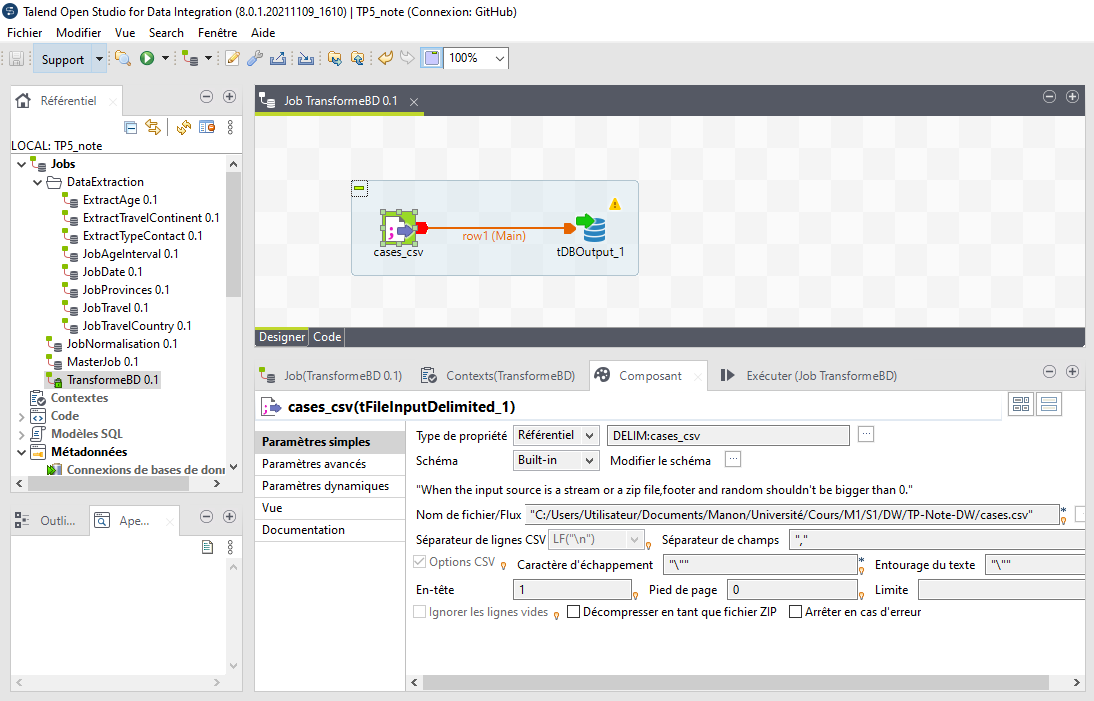 Talend Open Studio for Data Integration (8.0.1.20211109_1610) | TP5_note (Connexion: GitHub)
Fichier Modifier Vue Search Fenêtre Aide
Support 100%
Référentiel
LOCAL: TP5_note
Jobs
DataExtraction
ExtractAge 0.1
ExtractTravelContinent 0.1
ExtractTypeContact 0.1
JobAgeInterval 0.1
JobDate 0.1
JobProvinces 0.1
JobTravel 0.1
JobTravelCountry 0.1
JobNormalisation 0.1
MasterJob 0.1
TransformeBD 0.1
Contextes
Code
Modèles SQL
Métadonnées
Connexions de bases de donr
Outli...
Ape...
Job TransformeBD 0.1
row1 (Main)
cases_csv
tDBOutput_1
Designer Code
Job(TransformeBD 0.1) Contexts(TransformeBD) Composant Exécuter (Job TransformeBD)
cases_csv(tFileInputDelimited_1)
Paramètres simples
Paramètres avancés
Paramètres dynamiques
Vue
Documentation
Type de propriété Référentiel DELIM:cases_csv ...
Schéma Built-in Modifier le schéma ...
"When the input source is a stream or a zip file,footer and random shouldn't be bigger than 0."
Nom de fichier/Flux "C:/Users/Utilisateur/Documents/Manon/Université/Cours/M1/S1/DW/TP-Note-DW/cases.csv" *
Séparateur de lignes CSV LF("\n") Séparateur de champs ","
Options CSV Caractère d'échappement "\"" * Entourage du texte "\""
En-tête 1 Pied de page 0 Limite
Ignorer les lignes vides Décompresser en tant que fichier ZIP Arrêter en cas d'erreur